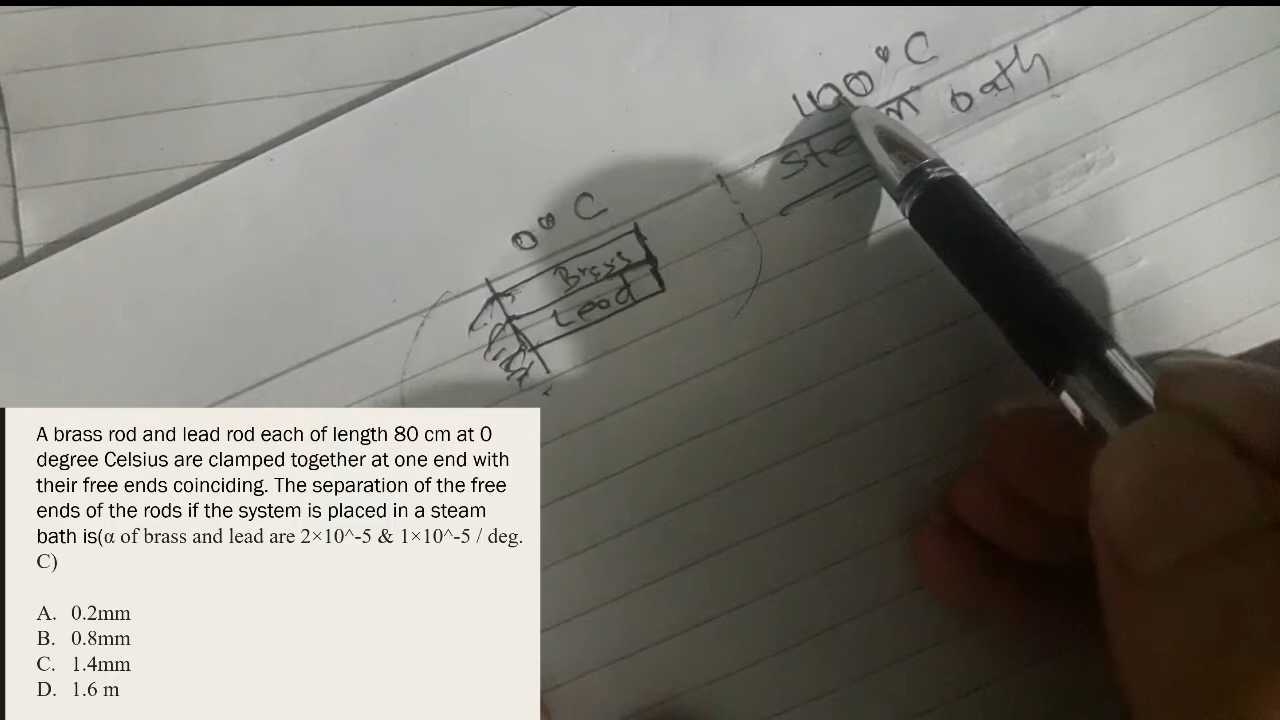 100°C
steam bath
0°C
Brass
Lead
A brass rod and lead rod each of length 80 cm at 0
degree Celsius are clamped together at one end with
their free ends coinciding. The separation of the free
ends of the rods if the system is placed in a steam
bath is(α of brass and lead are 2×10^-5 & 1×10^-5 / deg.
C)
A. 0.2mm
B. 0.8mm
C. 1.4mm
D. 1.6 m